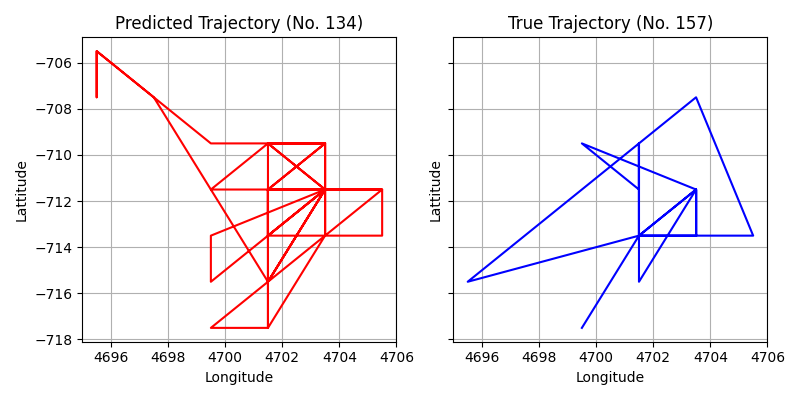 Predicted Trajectory (No. 134)
True Trajectory (No. 157)
−706
−708
−710
−712
−714
−716
−718
Lattitude
Lattitude
4696 4698 4700 4702 4704 4706
4696 4698 4700 4702 4704 4706
Longitude
Longitude